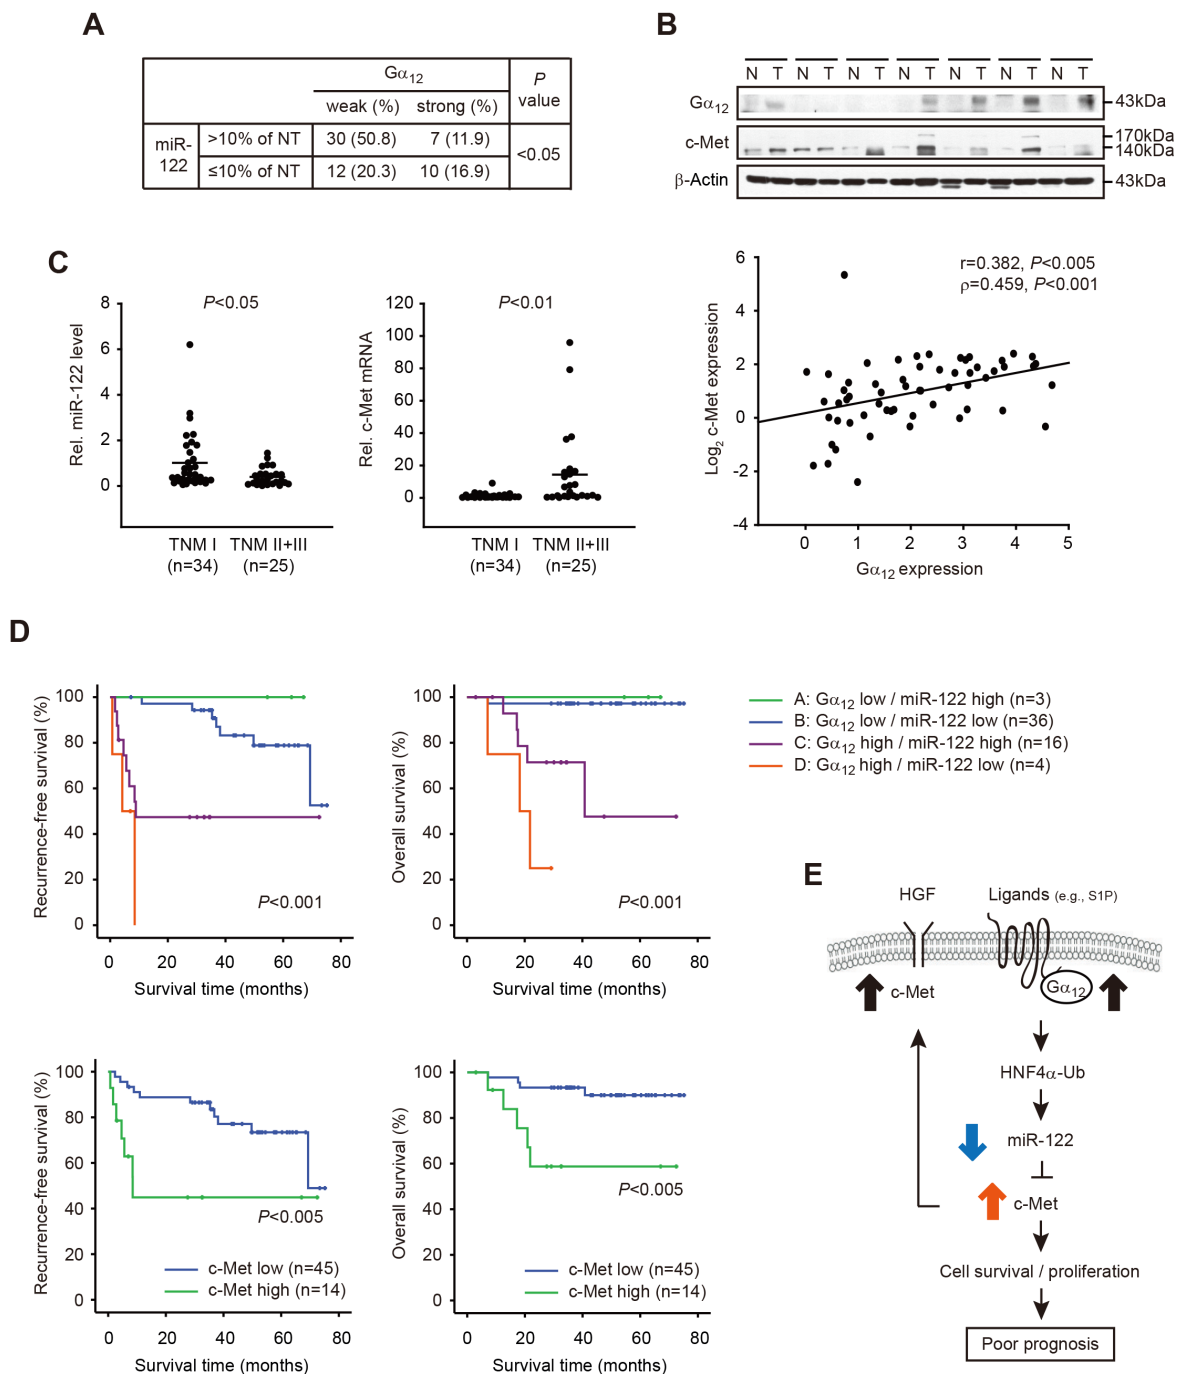 A
Gα12
P value
weak (%) strong (%)
miR-122
>10% of NT 30 (50.8) 7 (11.9)
<0.05
≤10% of NT 12 (20.3) 10 (16.9)
B
N T N T N T N T N T N T N T
Gα12 43kDa
c-Met 170kDa
140kDa
β-Actin 43kDa
r=0.382, P<0.005
ρ=0.459, P<0.001
Log2 c-Met expression
6
4
2
0
-2
-4
0 1 2 3 4 5
Gα12 expression
C
P<0.05
Rel. miR-122 level
8
6
4
2
0
TNM I TNM II+III
(n=34) (n=25)
P<0.01
Rel. c-Met mRNA
120
100
80
60
40
20
0
TNM I TNM II+III
(n=34) (n=25)
D
Recurrence-free survival (%)
100
80
60
40
20
0
P<0.001
0 20 40 60 80
Survival time (months)
Overall survival (%)
100
80
60
40
20
0
P<0.001
0 20 40 60 80
Survival time (months)
A: Gα12 low / miR-122 high (n=3)
B: Gα12 low / miR-122 low (n=36)
C: Gα12 high / miR-122 high (n=16)
D: Gα12 high / miR-122 low (n=4)
Recurrence-free survival (%)
100
80
60
40
20
0
P<0.005
c-Met low (n=45)
c-Met high (n=14)
0 20 40 60 80
Survival time (months)
Overall survival (%)
100
80
60
40
20
0
P<0.005
c-Met low (n=45)
c-Met high (n=14)
0 20 40 60 80
Survival time (months)
E
HGF Ligands (e.g., S1P)
c-Met Gα12
HNF4α-Ub
miR-122
c-Met
Cell survival / proliferation
Poor prognosis